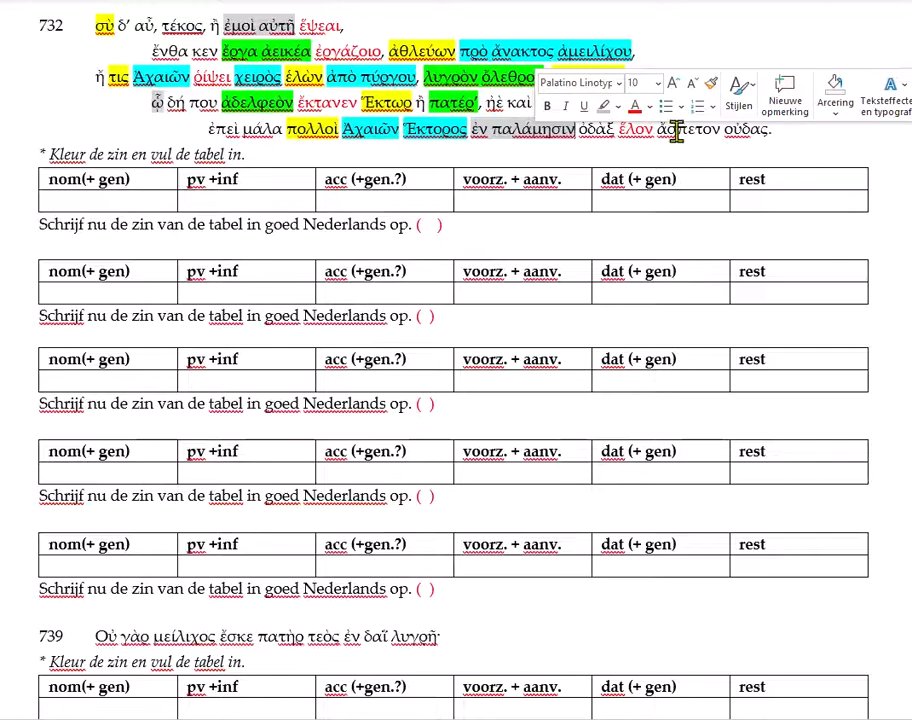 732 σὺ δ’ αὖ, τέκος, ἢ ἐμοὶ αὐτῇ ἕψεαι,
ἔνθα κεν ἔργα ἀεικέα ἐργάζοιο, ἀθλεύων πρὸ ἄνακτος ἀμειλίχου,
ἤ τις Ἀχαιῶν ῥίψει χειρὸς ἑλὼν ἀπὸ πύργου, λυγρὸν ὄλεθρο
ᾧ δή που ἀδελφεὸν ἔκτανεν Ἕκτωρ ἢ πατέρ’, ἠὲ καὶ
ἐπεὶ μάλα πολλοὶ Ἀχαιῶν Ἕκτορος ἐν παλάμῃσιν ὀδὰξ ἕλον ἄσπετον οὖδας.
Palatino Linotyp 10 A A
B I U A Stijlen Nieuwe opmerking Arcering Teksteffecte en typograf
* Kleur de zin en vul de tabel in.
nom(+ gen) pv +inf acc (+gen.?) voorz. + aanv. dat (+ gen) rest
Schrijf nu de zin van de tabel in goed Nederlands op. ( )
nom(+ gen) pv +inf acc (+gen.?) voorz. + aanv. dat (+ gen) rest
Schrijf nu de zin van de tabel in goed Nederlands op. ( )
nom(+ gen) pv +inf acc (+gen.?) voorz. + aanv. dat (+ gen) rest
Schrijf nu de zin van de tabel in goed Nederlands op. ( )
nom(+ gen) pv +inf acc (+gen.?) voorz. + aanv. dat (+ gen) rest
Schrijf nu de zin van de tabel in goed Nederlands op. ( )
nom(+ gen) pv +inf acc (+gen.?) voorz. + aanv. dat (+ gen) rest
Schrijf nu de zin van de tabel in goed Nederlands op. ( )
739 Οὐ γὰρ μείλιχος ἔσκε πατὴρ τεὸς ἐν δαῒ λυγρῇ·
* Kleur de zin en vul de tabel in.
nom(+ gen) pv +inf acc (+gen.?) voorz. + aanv. dat (+ gen) rest